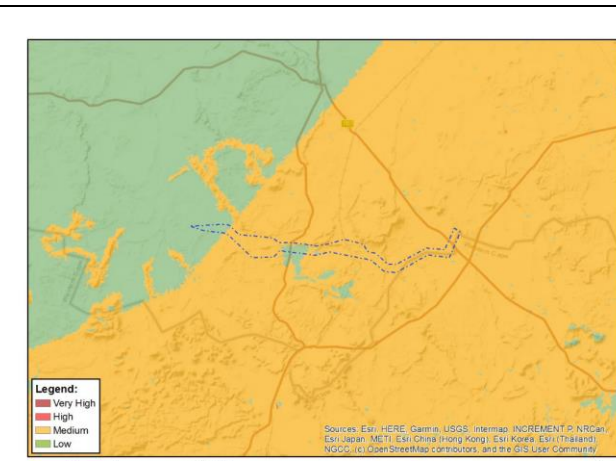 Legend:
Very High
High
Medium
Low
Sources: Esri, HERE, Garmin, USGS, Intermap, INCREMENT P, NRCan,
Esri Japan, METI, Esri China (Hong Kong), Esri Korea, Esri (Thailand),
NGCC, (c) OpenStreetMap contributors, and the GIS User Community